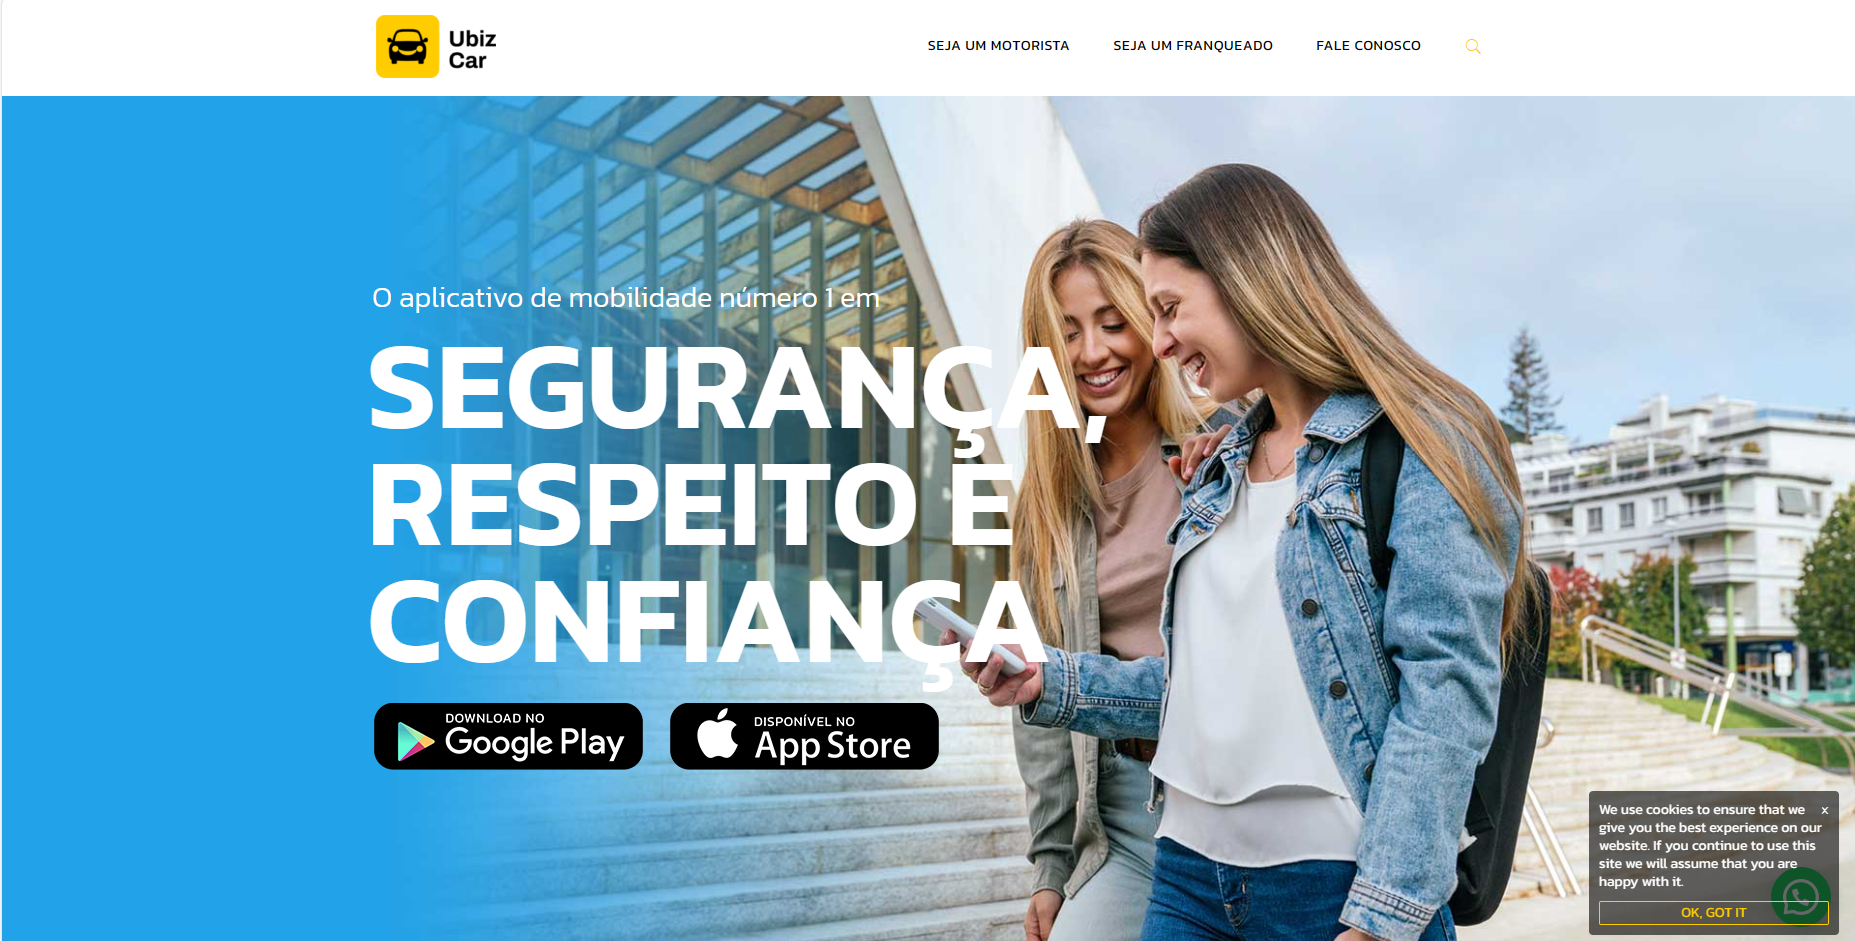 Ubiz
Car
SEJA UM MOTORISTA
SEJA UM FRANQUEADO
FALE CONOSCO
O aplicativo de mobilidade número 1 em
SEGURANÇA,
RESPEITO E
CONFIANÇA
DOWNLOAD NO
Google Play
DISPONÍVEL NO
App Store
We use cookies to ensure that we
x
give you the best experience on our
website. If you continue to use this
site we will assume that you are
happy with it.
OK, GOT IT